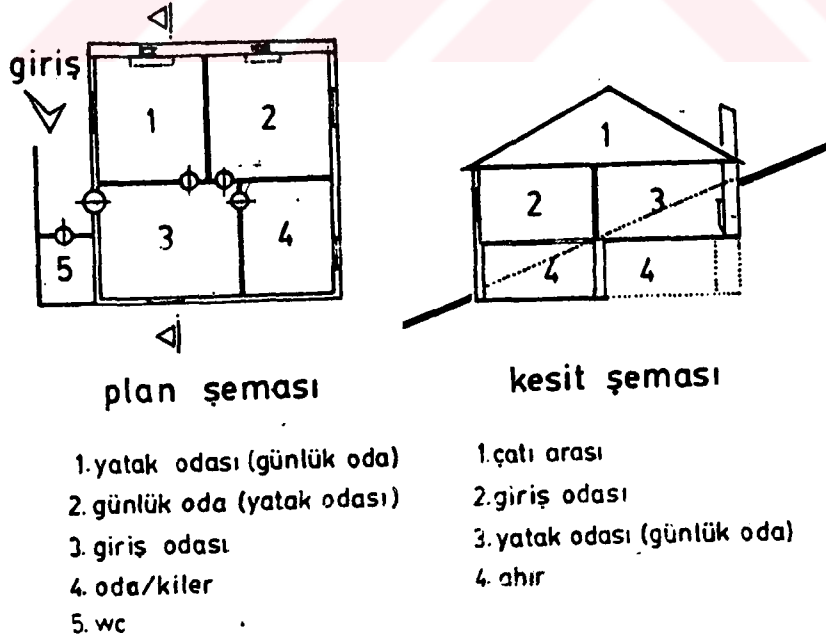 giriş
1
2
3
4
5
plan şeması
1. yatak odası (günlük oda)
2. günlük oda (yatak odası)
3. giriş odası
4. oda/kiler
5. wc
1
2
3
4
4
kesit şeması
1. çatı arası
2. giriş odası
3. yatak odası (günlük oda)
4. ahır